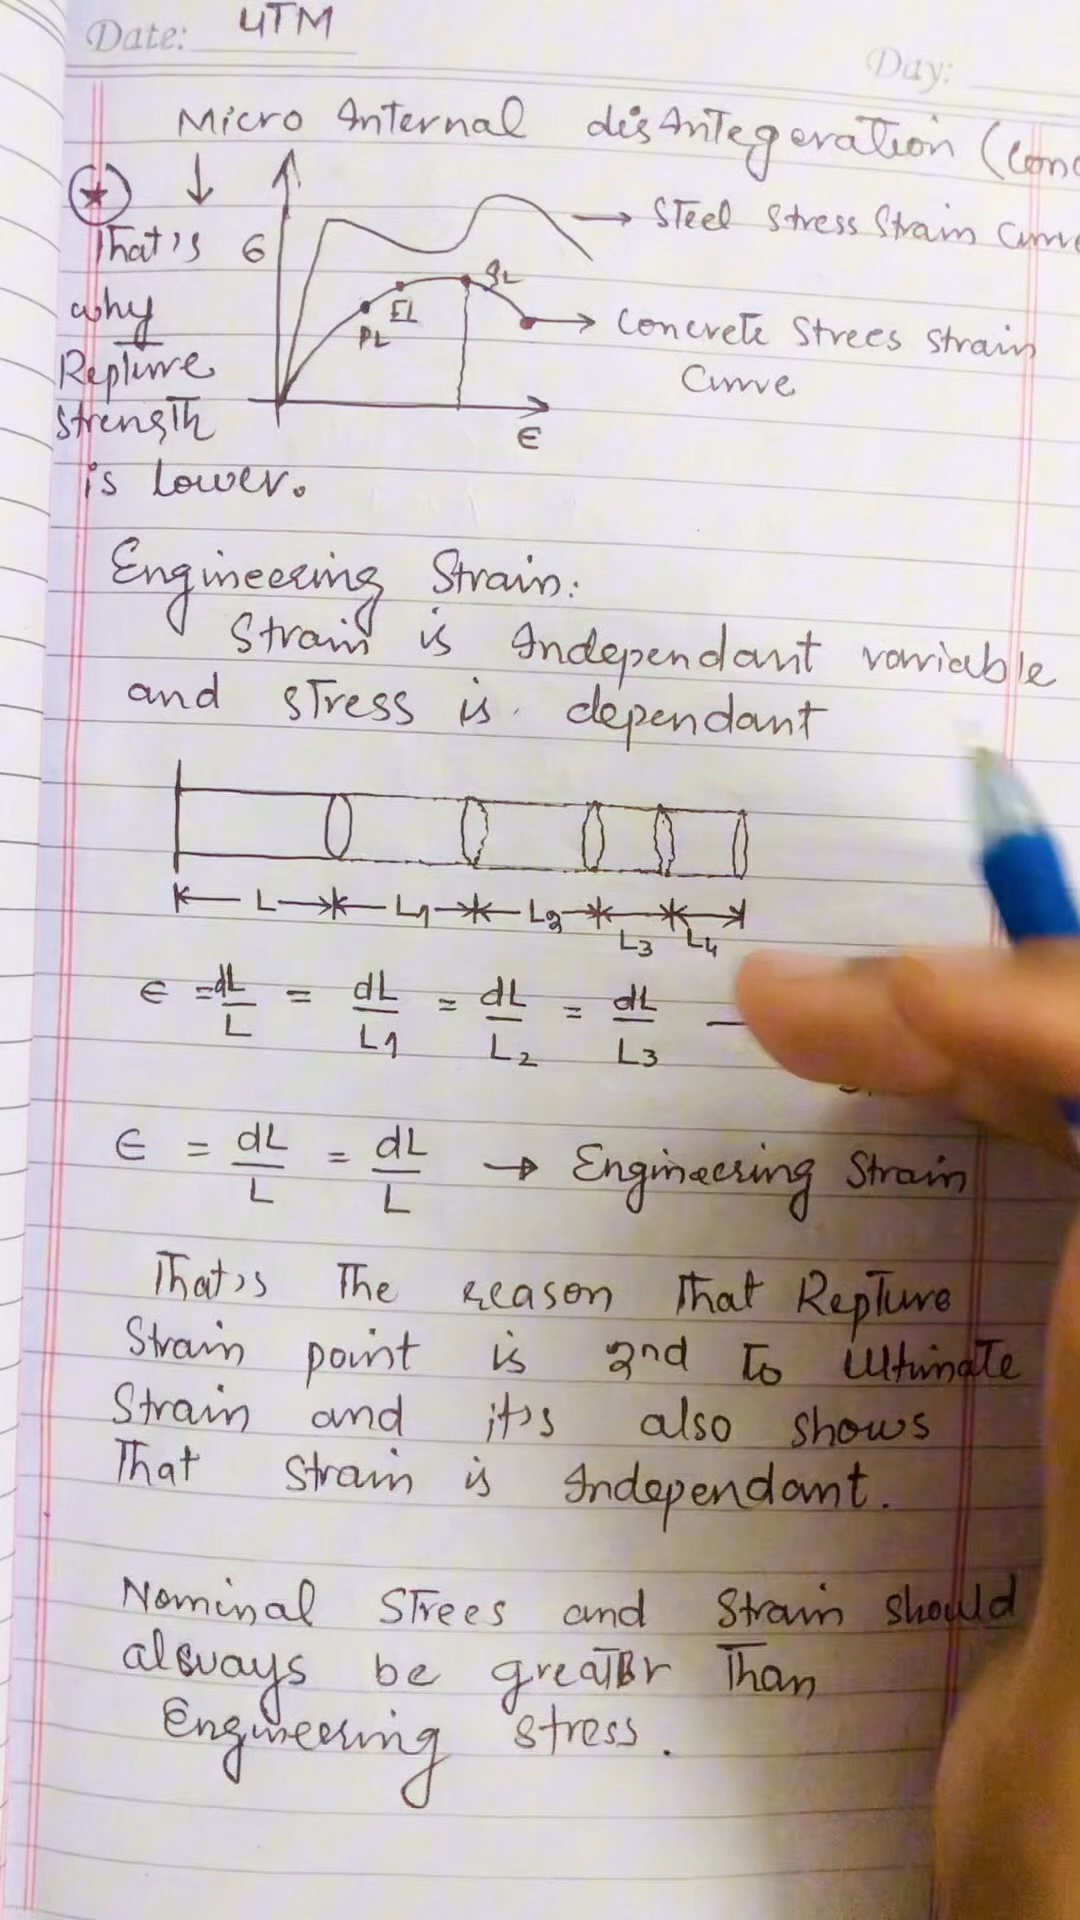 Date: UTM
Day:
Micro Internal disintegeration (Conc
That's
why
Repture
strength
is lower.
σ
PL
EL
Steel Stress Strain Curve
Concrete Strees Strain
Curve
ϵ
Engineering Strain:
Strain is Independant variable
and stress is dependant
L L1 L2 L3 L4
ϵ = dL/L = dL/L1 = dL/L2 = dL/L3 —
ϵ = dL/L = dL/L → Engineering Strain
That's The reason That Repture
Strain point is 2nd To Ultimate
Strain and it's also shows
That Strain is Independant.
Nominal Strees and Strain should
always be greater Than
Engineering stress.